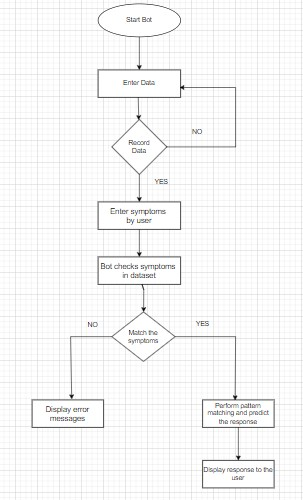 Start Bot
Enter Data
Record
Data
NO
YES
Enter symptoms
by user
Bot checks symptoms
in dataset
Match the
symptoms
NO
YES
Display error
messages
Perform pattern
matching and predict
the response
Display response to the
user